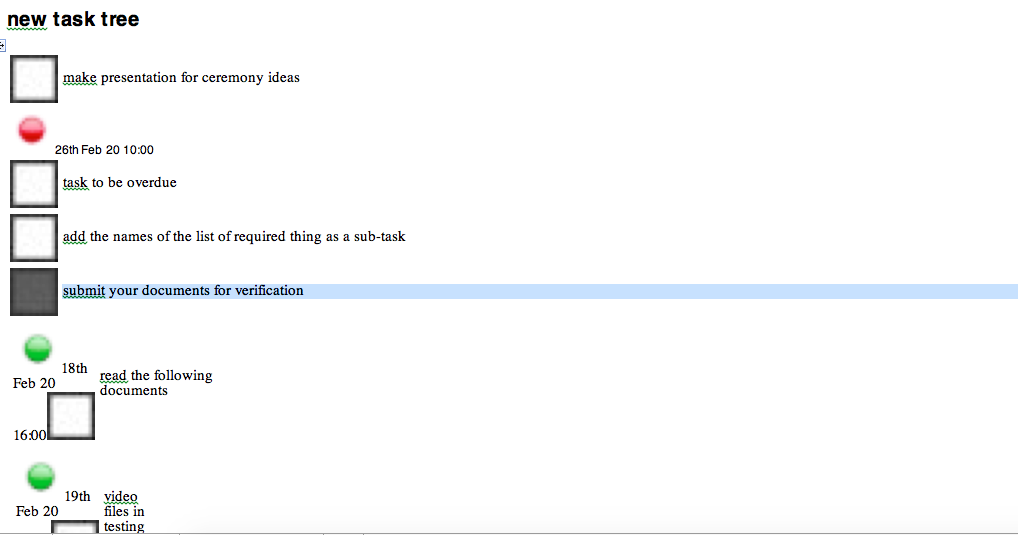 new task tree
make presentation for ceremony ideas
26th Feb 20 10:00
task to be overdue
add the names of the list of required thing as a sub-task
submit your documents for verification
18th
Feb 20
read the following
documents
16:00
19th
Feb 20
video
files in
testing